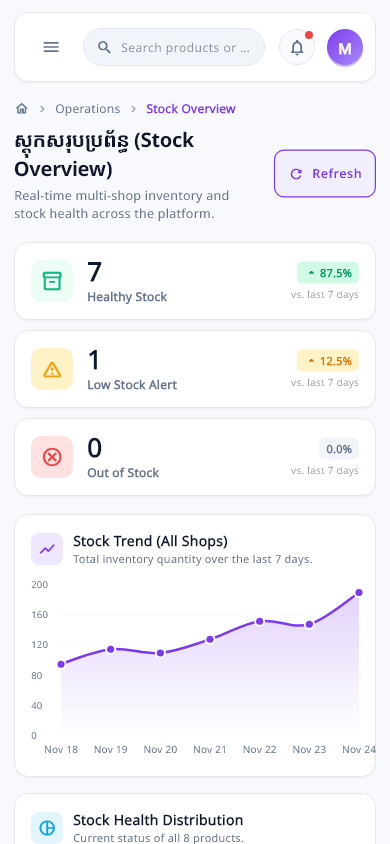 Search products or ...
M
Operations
Stock Overview
ស្តុកសរុបប្រព័ន្ធ (Stock
Overview)
Real-time multi-shop inventory and
stock health across the platform.
Refresh
7
Healthy Stock
87.5%
vs. last 7 days
1
Low Stock Alert
12.5%
vs. last 7 days
0
Out of Stock
0.0%
vs. last 7 days
Stock Trend (All Shops)
Total inventory quantity over the last 7 days.
200
160
120
80
40
0
Nov 18 Nov 19 Nov 20 Nov 21 Nov 22 Nov 23 Nov 24
Stock Health Distribution
Current status of all 8 products.